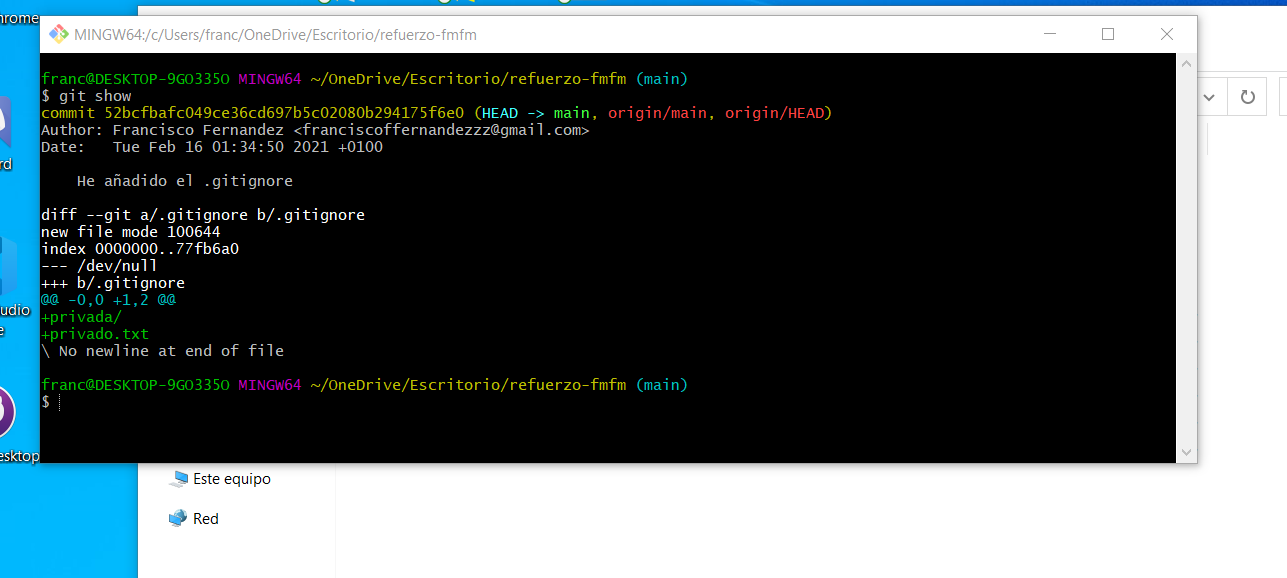 MINGW64:/c/Users/franc/OneDrive/Escritorio/refuerzo-fmfm
franc@DESKTOP-9GO335O MINGW64 ~/OneDrive/Escritorio/refuerzo-fmfm (main)
$ git show
commit 52bcfbafc049ce36cd697b5c02080b294175f6e0 (HEAD -> main, origin/main, origin/HEAD)
Author: Francisco Fernandez <franciscoffernandezzz@gmail.com>
Date:   Tue Feb 16 01:34:50 2021 +0100
He añadido el .gitignore
diff --git a/.gitignore b/.gitignore
new file mode 100644
index 0000000..77fb6a0
--- /dev/null
+++ b/.gitignore
@@ -0,0 +1,2 @@
+privada/
+privado.txt
\ No newline at end of file
franc@DESKTOP-9GO335O MINGW64 ~/OneDrive/Escritorio/refuerzo-fmfm (main)
$
Este equipo
Red